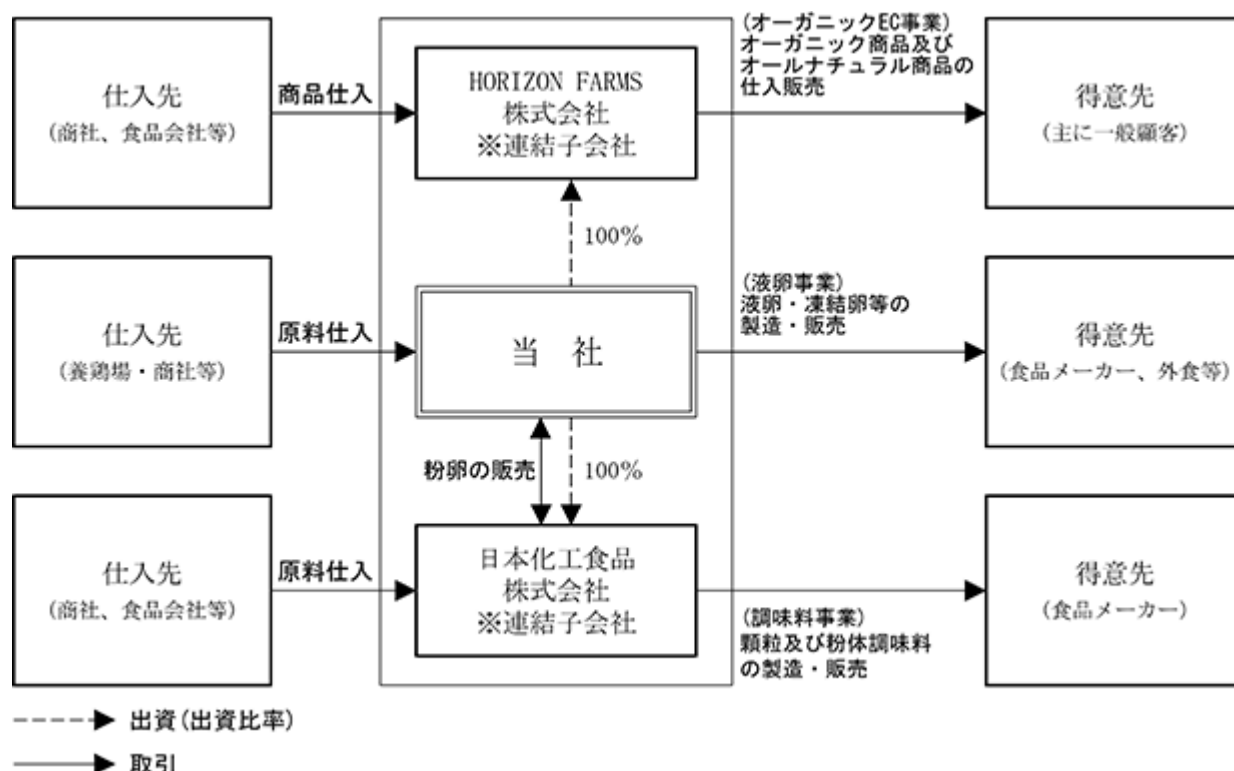 仕入先
(商社、食品会社等)
商品仕入
HORIZON FARMS
株式会社
※連結子会社
(オーガニックEC事業)
オーガニック商品及び
オールナチュラル商品の
仕入販売
得意先
(主に一般顧客)
100%
仕入先
(養鶏場・商社等)
原料仕入
当 社
(液卵事業)
液卵・凍結卵等の
製造・販売
得意先
(食品メーカー、外食等)
粉卵の販売
100%
仕入先
(商社、食品会社等)
原料仕入
日本化工食品
株式会社
※連結子会社
(調味料事業)
顆粒及び粉体調味料
の製造・販売
得意先
(食品メーカー)
出資(出資比率)
取引